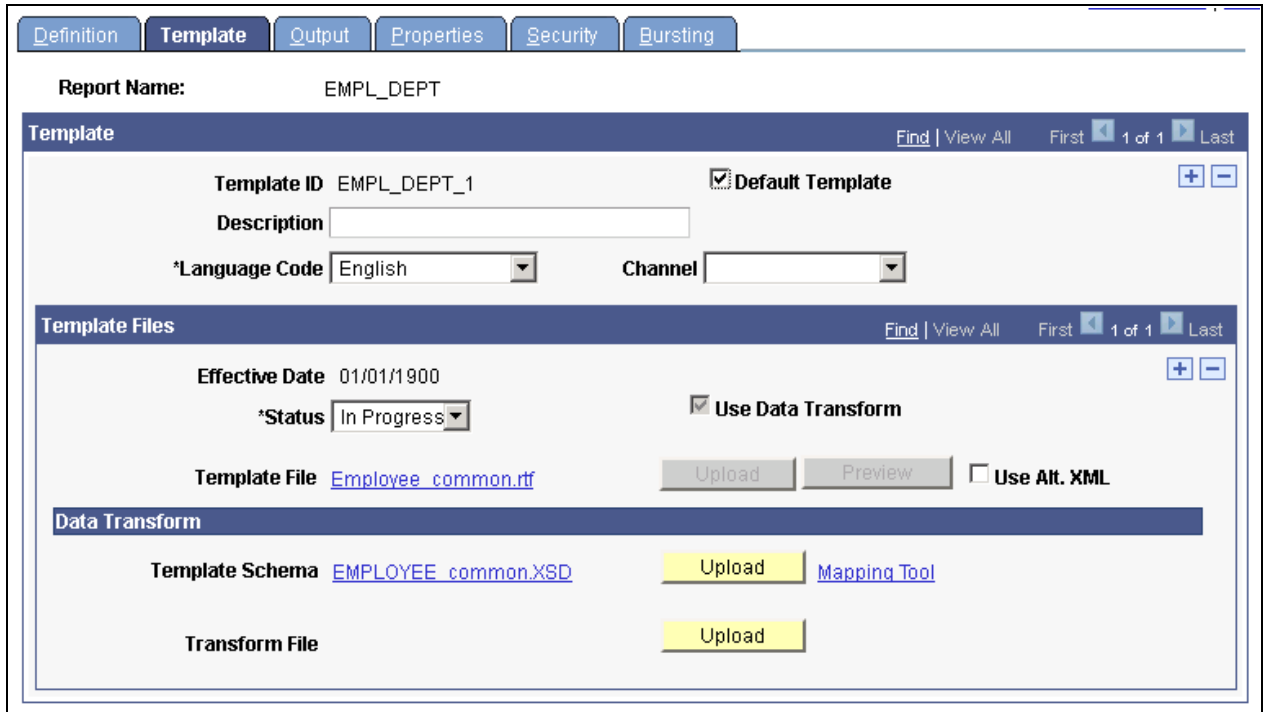 Definition Template Output Properties Security Bursting
Report Name: EMPL_DEPT
Template Find | View All First 1 of 1 Last
Template ID EMPL_DEPT_1 Default Template
Description
*Language Code English Channel
Template Files Find | View All First 1 of 1 Last
Effective Date 01/01/1900
*Status In Progress Use Data Transform
Template File Employee_common.rtf Upload Preview Use Alt. XML
Data Transform
Template Schema EMPLOYEE_common.XSD Upload Mapping Tool
Transform File Upload